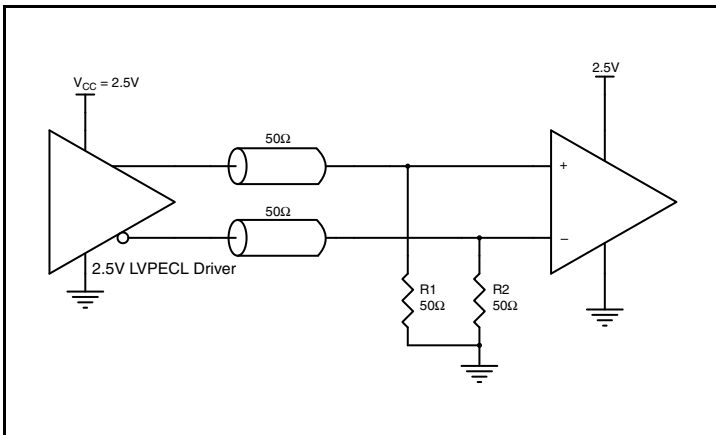 V_CC = 2.5V
2.5V
50Ω
50Ω
+
−
2.5V LVPECL Driver
R1
50Ω
R2
50Ω